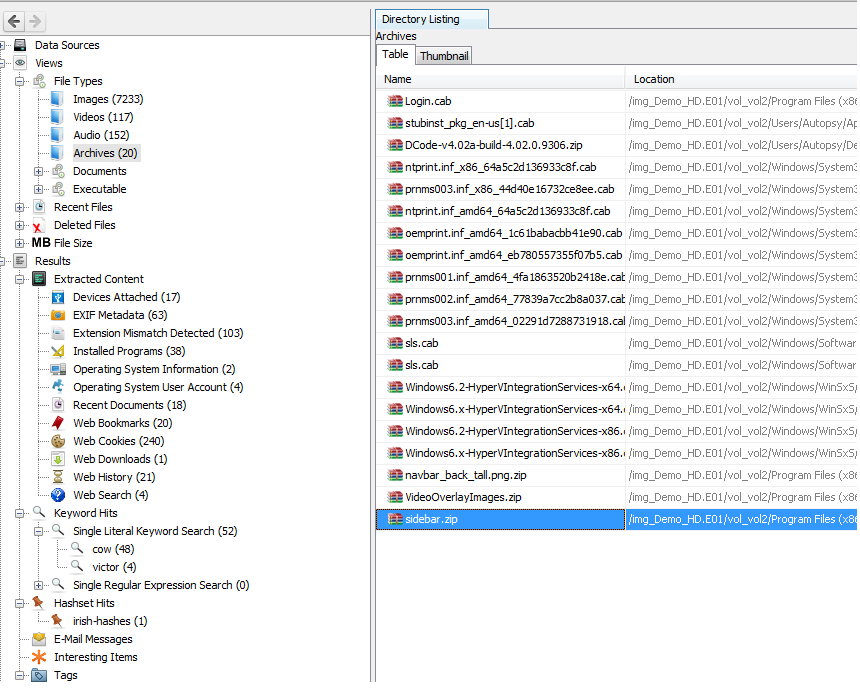 Data Sources
Views
File Types
Images (7233)
Videos (117)
Audio (152)
Archives (20)
Documents
Executable
Recent Files
Deleted Files
MB File Size
Results
Extracted Content
Devices Attached (17)
EXIF Metadata (63)
Extension Mismatch Detected (103)
Installed Programs (38)
Operating System Information (2)
Operating System User Account (4)
Recent Documents (18)
Web Bookmarks (20)
Web Cookies (240)
Web Downloads (1)
Web History (21)
Web Search (4)
Keyword Hits
Single Literal Keyword Search (52)
cow (48)
victor (4)
Single Regular Expression Search (0)
Hashset Hits
irish-hashes (1)
E-Mail Messages
Interesting Items
Tags
Directory Listing
Archives
Table Thumbnail
Name Location
Login.cab /img_Demo_HD.E01/vol_vol2/Program Files (x86
stubinst_pkg_en-us[1].cab /img_Demo_HD.E01/vol_vol2/Users/Autopsy/Ap
DCode-v4.02a-build-4.02.0.9306.zip /img_Demo_HD.E01/vol_vol2/Users/Autopsy/De
ntprint.inf_x86_64a5c2d136933c8f.cab /img_Demo_HD.E01/vol_vol2/Windows/System3
prnms003.inf_x86_44d40e16732ce8ee.cab /img_Demo_HD.E01/vol_vol2/Windows/System3
ntprint.inf_amd64_64a5c2d136933c8f.cab /img_Demo_HD.E01/vol_vol2/Windows/System3
oemprint.inf_amd64_1c61babacbb41e90.cab /img_Demo_HD.E01/vol_vol2/Windows/System3
oemprint.inf_amd64_eb780557355f07b5.cab /img_Demo_HD.E01/vol_vol2/Windows/System3
prnms001.inf_amd64_4fa1863520b2418e.cab /img_Demo_HD.E01/vol_vol2/Windows/System3
prnms002.inf_amd64_77839a7cc2b8a037.cab /img_Demo_HD.E01/vol_vol2/Windows/System3
prnms003.inf_amd64_02291d7288731918.cab /img_Demo_HD.E01/vol_vol2/Windows/System3
sls.cab /img_Demo_HD.E01/vol_vol2/Windows/Softwar
sls.cab /img_Demo_HD.E01/vol_vol2/Windows/Softwar
Windows6.2-HyperVIntegrationServices-x64.c /img_Demo_HD.E01/vol_vol2/Windows/WinSxS/
Windows6.x-HyperVIntegrationServices-x64.c /img_Demo_HD.E01/vol_vol2/Windows/WinSxS/
Windows6.2-HyperVIntegrationServices-x86.c /img_Demo_HD.E01/vol_vol2/Windows/WinSxS/
Windows6.x-HyperVIntegrationServices-x86.c /img_Demo_HD.E01/vol_vol2/Windows/WinSxS/
navbar_back_tall.png.zip /img_Demo_HD.E01/vol_vol2/Program Files (x86
VideoOverlayImages.zip /img_Demo_HD.E01/vol_vol2/Program Files (x86
sidebar.zip /img_Demo_HD.E01/vol_vol2/Program Files (x86